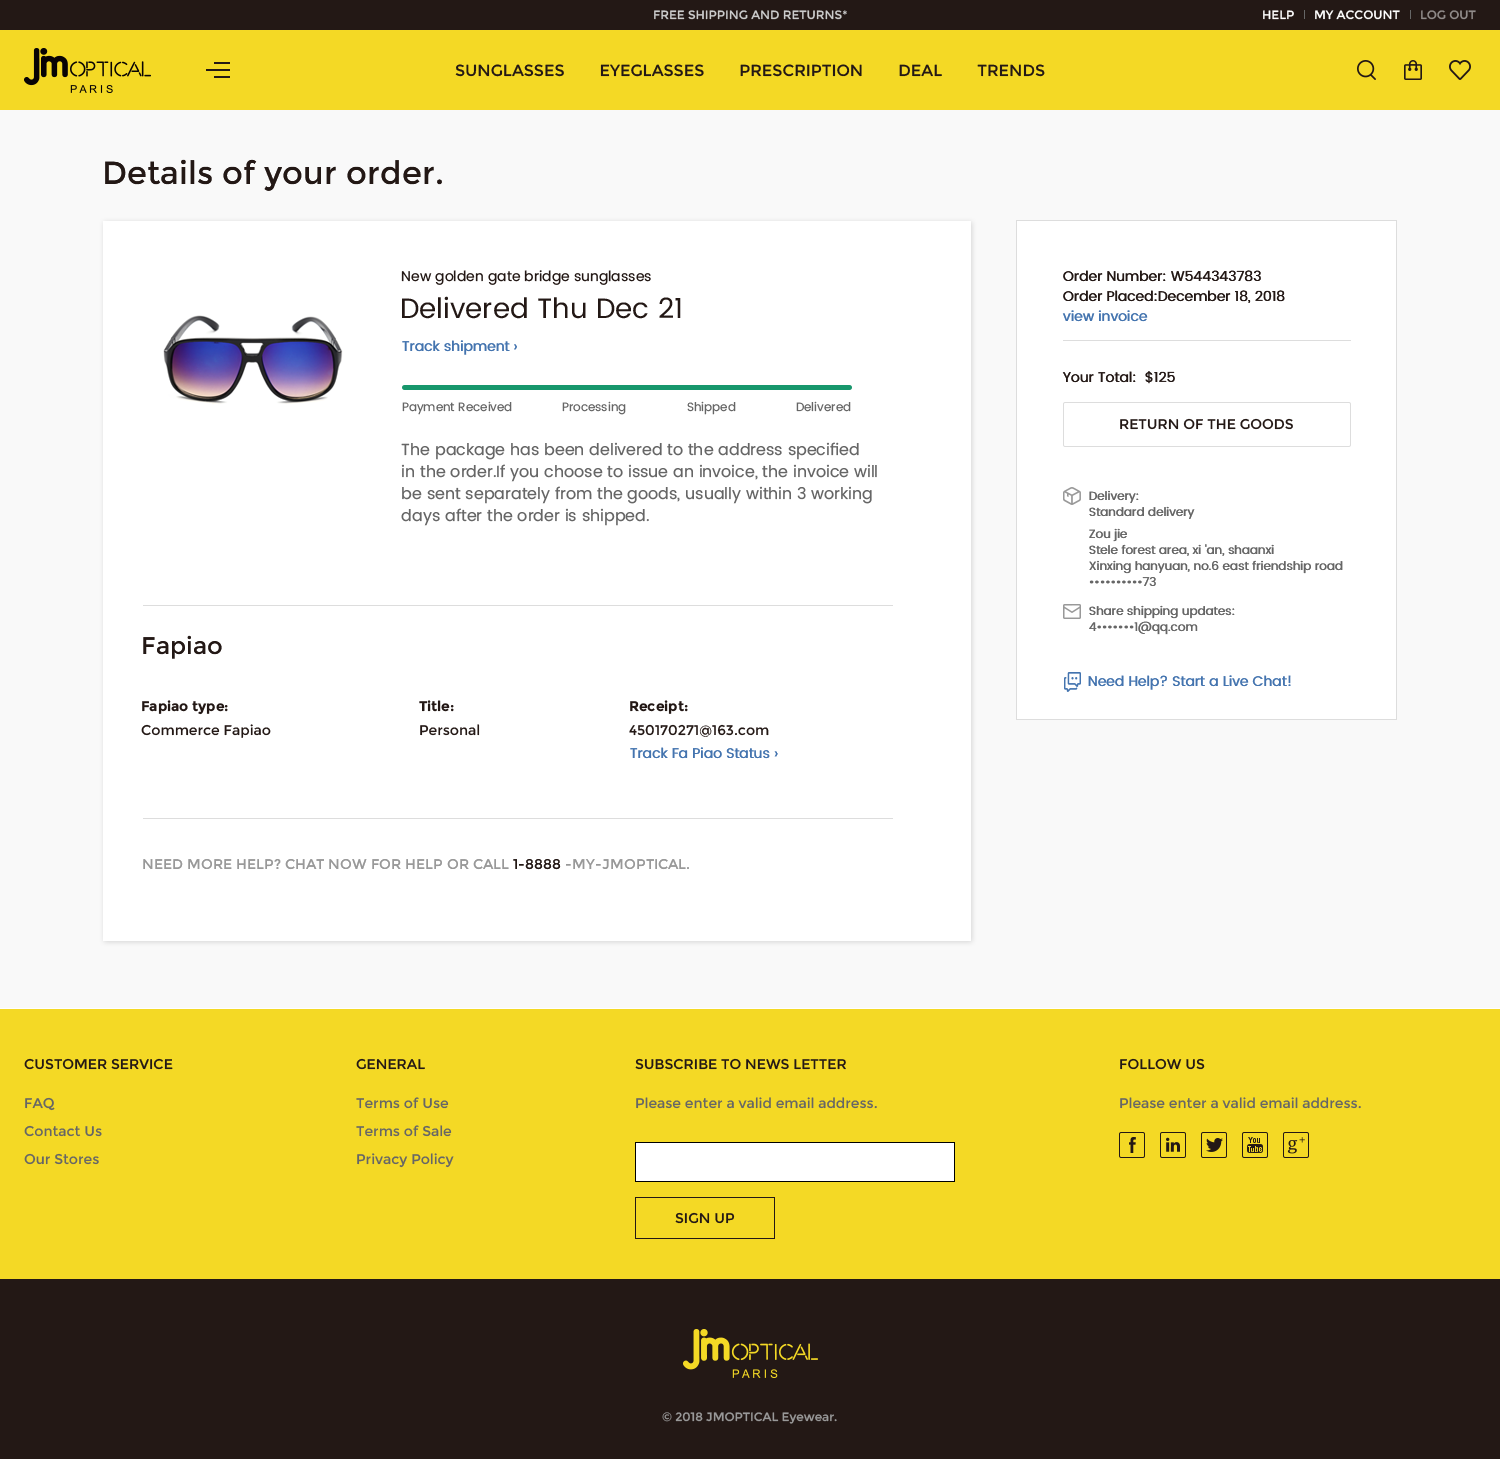 FREE SHIPPING AND RETURNS*
HELP
MY ACCOUNT
LOG OUT
Jm OPTICAL
PARIS
SUNGLASSES
EYEGLASSES
PRESCRIPTION
DEAL
TRENDS
Details of your order.
New golden gate bridge sunglasses
Delivered Thu Dec 21
Track shipment ›
Payment Received
Processing
Shipped
Delivered
The package has been delivered to the address specified
in the order.If you choose to issue an invoice, the invoice will
be sent separately from the goods, usually within 3 working
days after the order is shipped.
Fapiao
Fapiao type:
Commerce Fapiao
Title:
Personal
Receipt:
450170271@163.com
Track Fa Piao Status ›
NEED MORE HELP? CHAT NOW FOR HELP OR CALL 1-8888 -MY-JMOPTICAL.
Order Number: W544343783
Order Placed:December 18, 2018
view invoice
Your Total: $125
RETURN OF THE GOODS
Delivery:
Standard delivery
Zou jie
Stele forest area, xi 'an, shaanxi
Xinxing hanyuan, no.6 east friendship road
••••••••••73
Share shipping updates:
4•••••••1@qq.com
Need Help? Start a Live Chat!
CUSTOMER SERVICE
FAQ
Contact Us
Our Stores
GENERAL
Terms of Use
Terms of Sale
Privacy Policy
SUBSCRIBE TO NEWS LETTER
Please enter a valid email address.
SIGN UP
FOLLOW US
Please enter a valid email address.
f
in
You
Tube
g+
Jm OPTICAL
PARIS
© 2018 JMOPTICAL Eyewear.